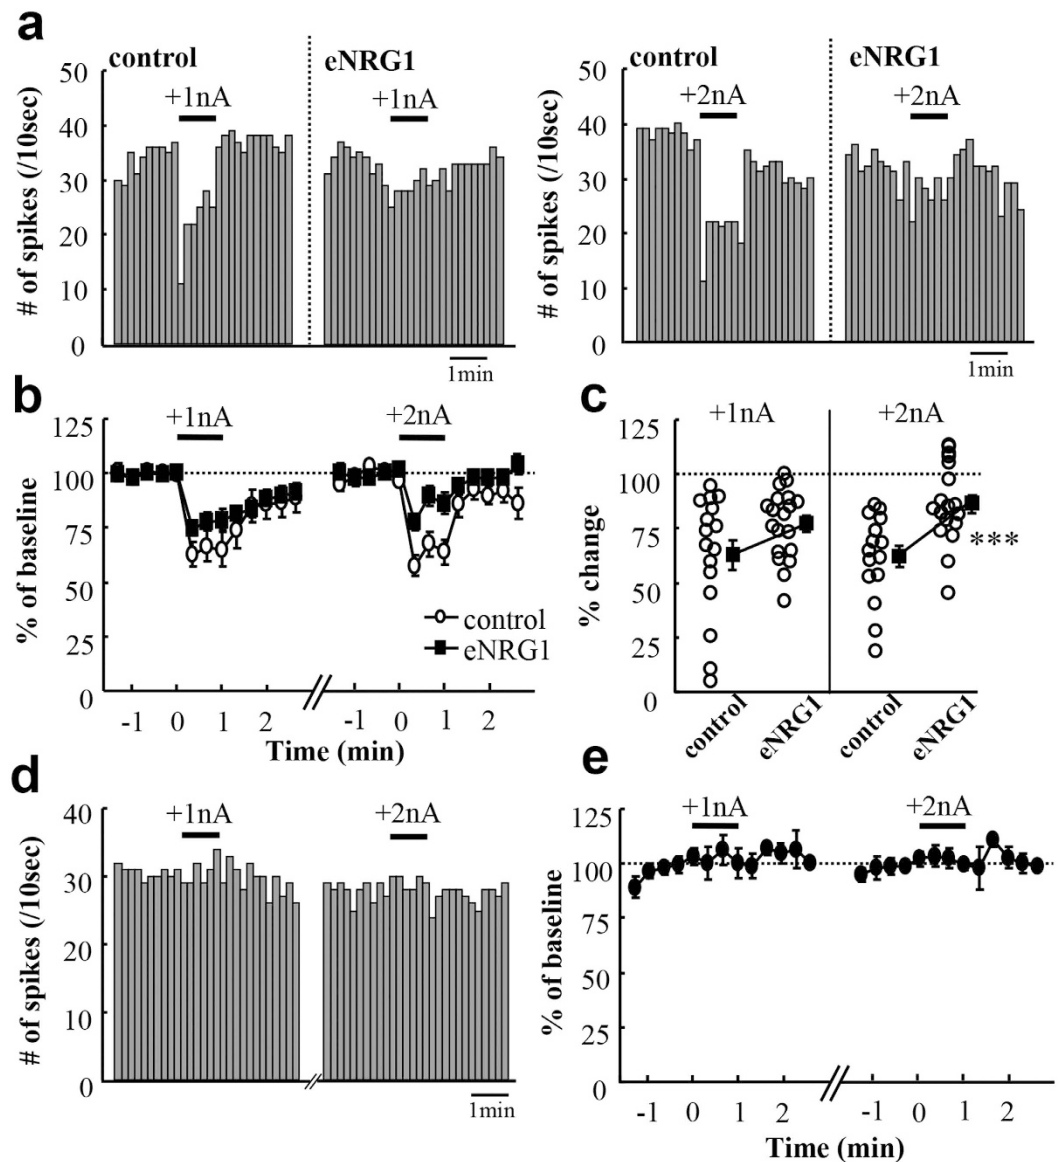 a
control
eNRG1
+1nA
+1nA
# of spikes (/10sec)
50
40
30
20
10
0
1min
control
eNRG1
+2nA
+2nA
# of spikes (/10sec)
50
40
30
20
10
0
1min
b
+1nA
+2nA
% of baseline
125
100
75
50
25
0
control
eNRG1
-1 0 1 2 -1 0 1 2
Time (min)
c
+1nA
+2nA
% change
125
100
75
50
25
0
***
control
eNRG1
control
eNRG1
d
+1nA
+2nA
# of spikes (/10sec)
40
30
20
10
0
1min
e
+1nA
+2nA
% of baseline
125
100
75
50
25
0
-1 0 1 2 -1 0 1 2
Time (min)